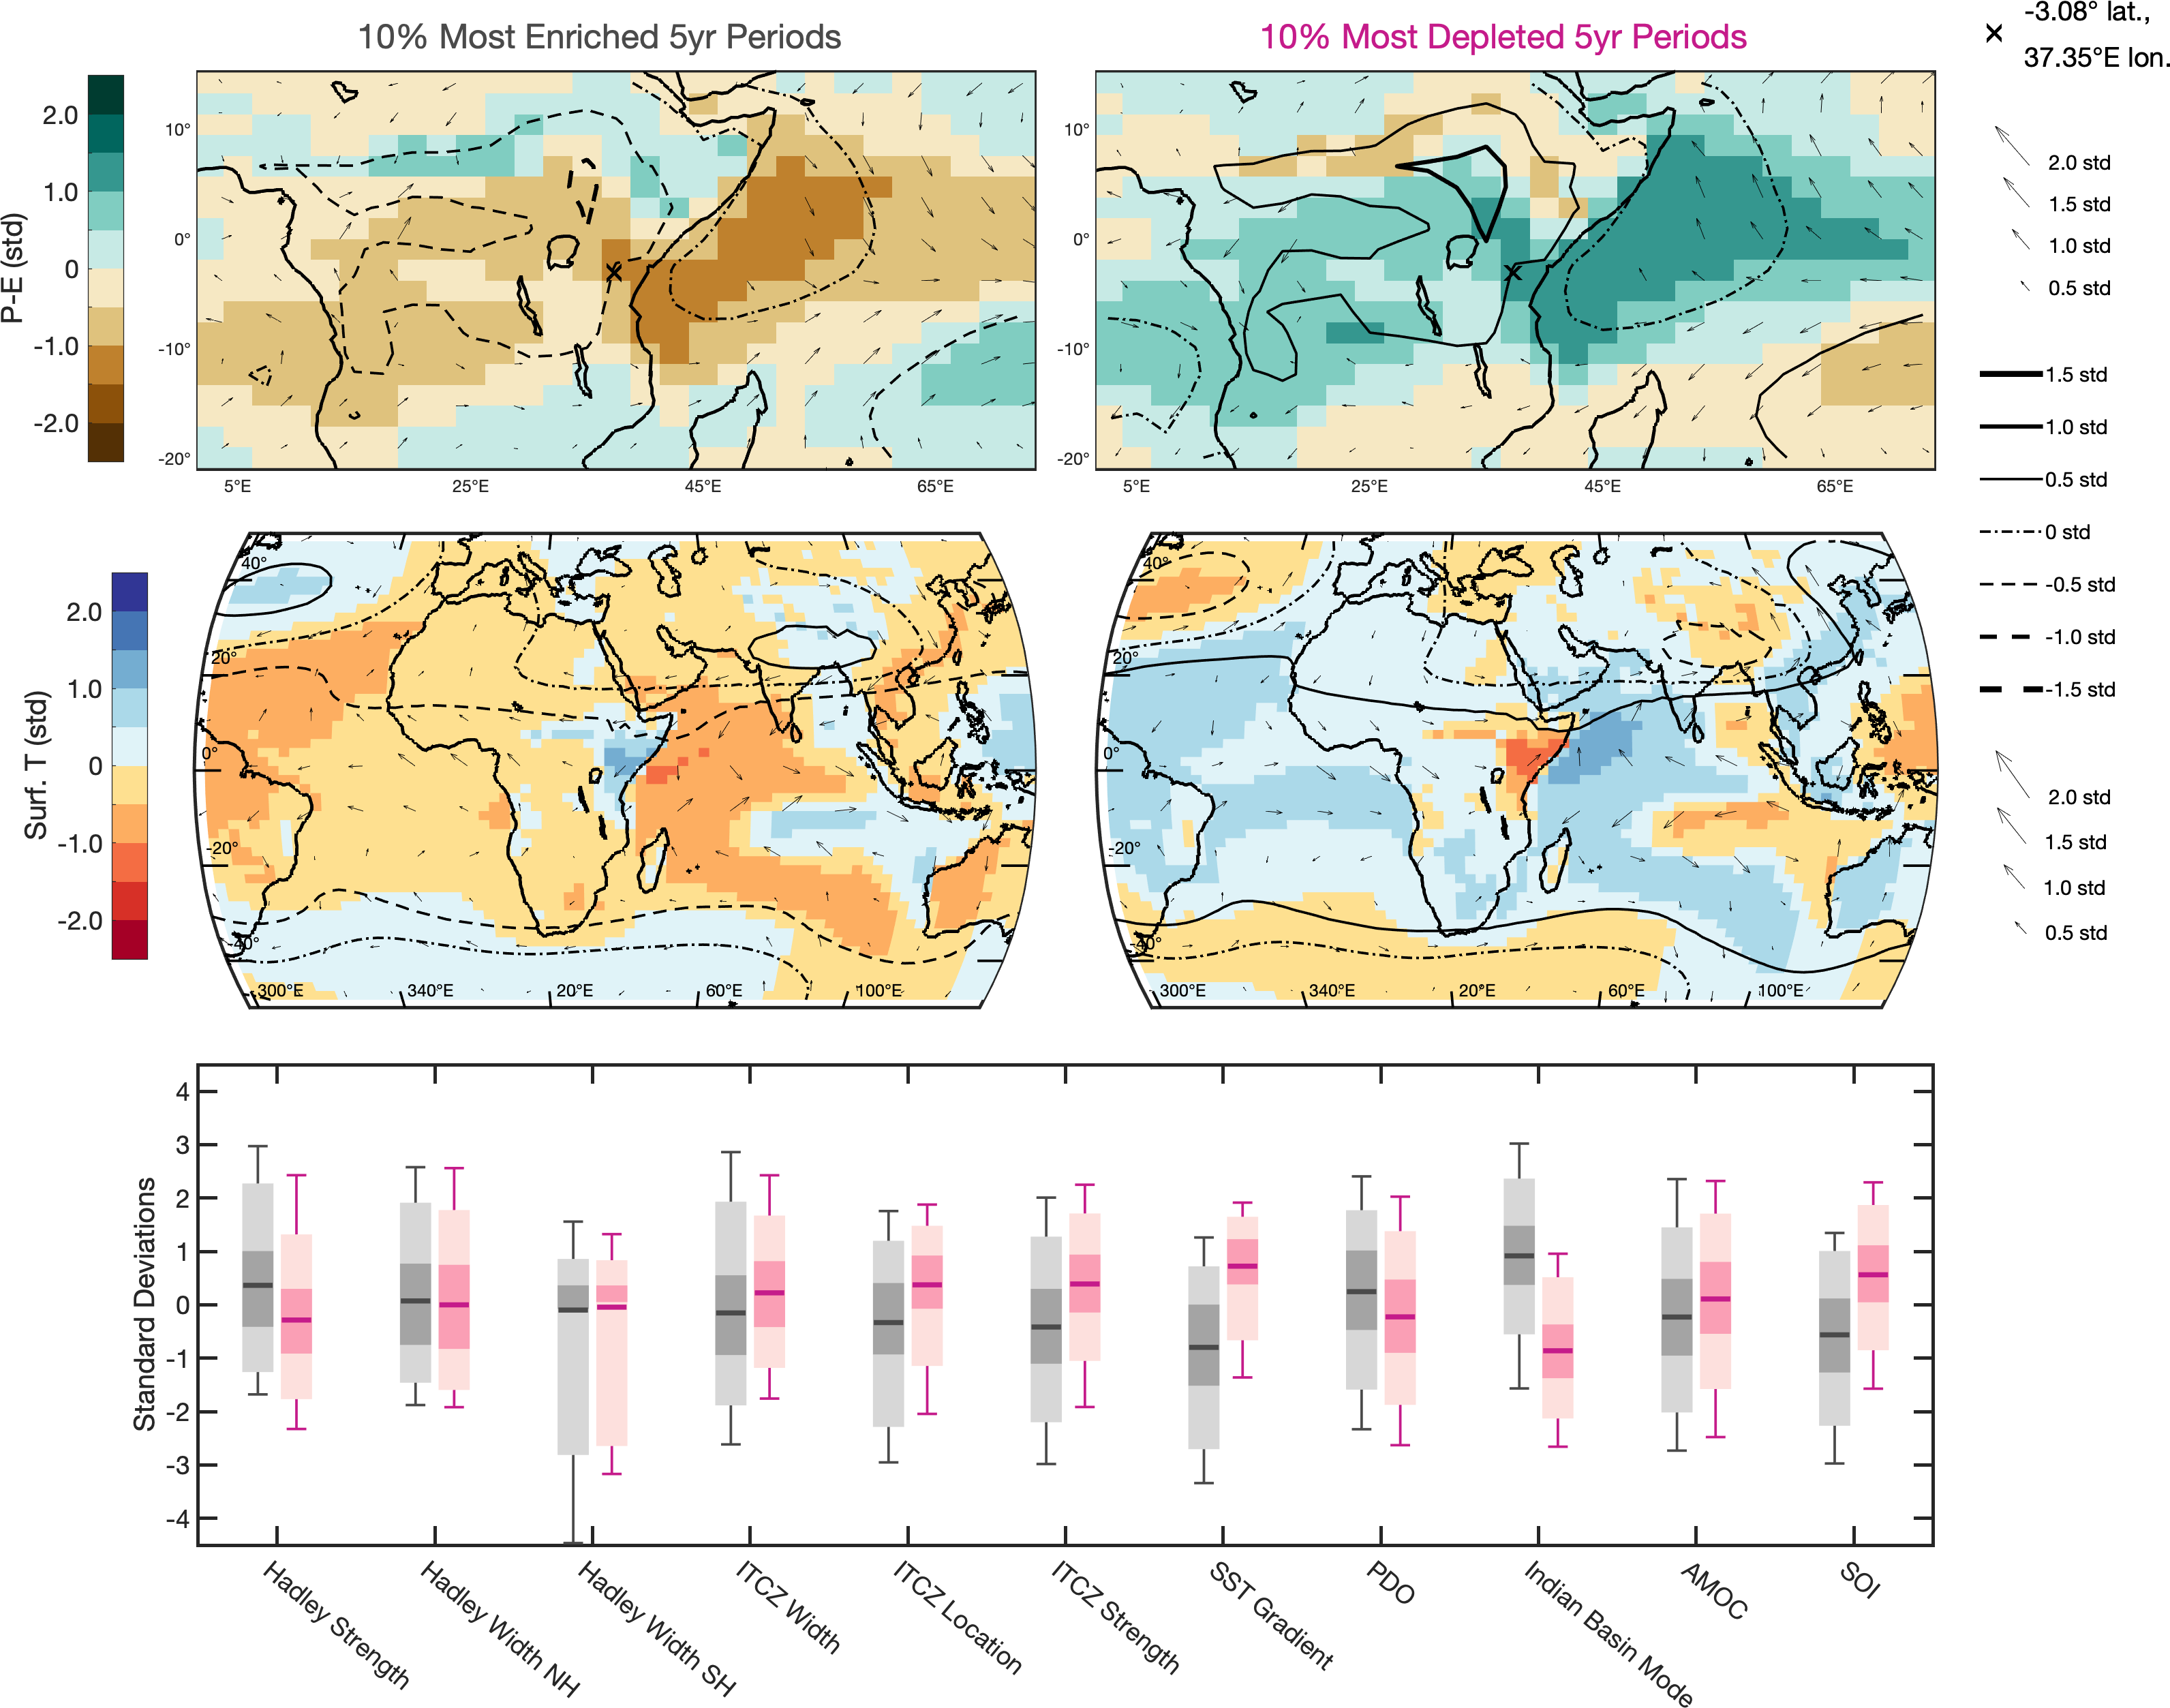 10% Most Enriched 5yr Periods
10% Most Depleted 5yr Periods
-3.08° lat.,
37.35°E lon.
P-E (std)
2.0
1.0
0
-1.0
-2.0
10°
0°
-10°
-20°
5°E
25°E
45°E
65°E
10°
0°
-10°
-20°
5°E
25°E
45°E
65°E
2.0 std
1.5 std
1.0 std
0.5 std
1.5 std
1.0 std
0.5 std
0 std
-0.5 std
-1.0 std
-1.5 std
Surf. T (std)
2.0
1.0
0
-1.0
-2.0
40°
20°
0°
-20°
-40°
300°E
340°E
20°E
60°E
100°E
40°
20°
0°
-20°
-40°
300°E
340°E
20°E
60°E
100°E
2.0 std
1.5 std
1.0 std
0.5 std
Standard Deviations
4
3
2
1
0
-1
-2
-3
-4
Hadley Strength
Hadley Width NH
Hadley Width SH
ITCZ Width
ITCZ Location
ITCZ Strength
SST Gradient
PDO
Indian Basin Mode
AMOC
SOI